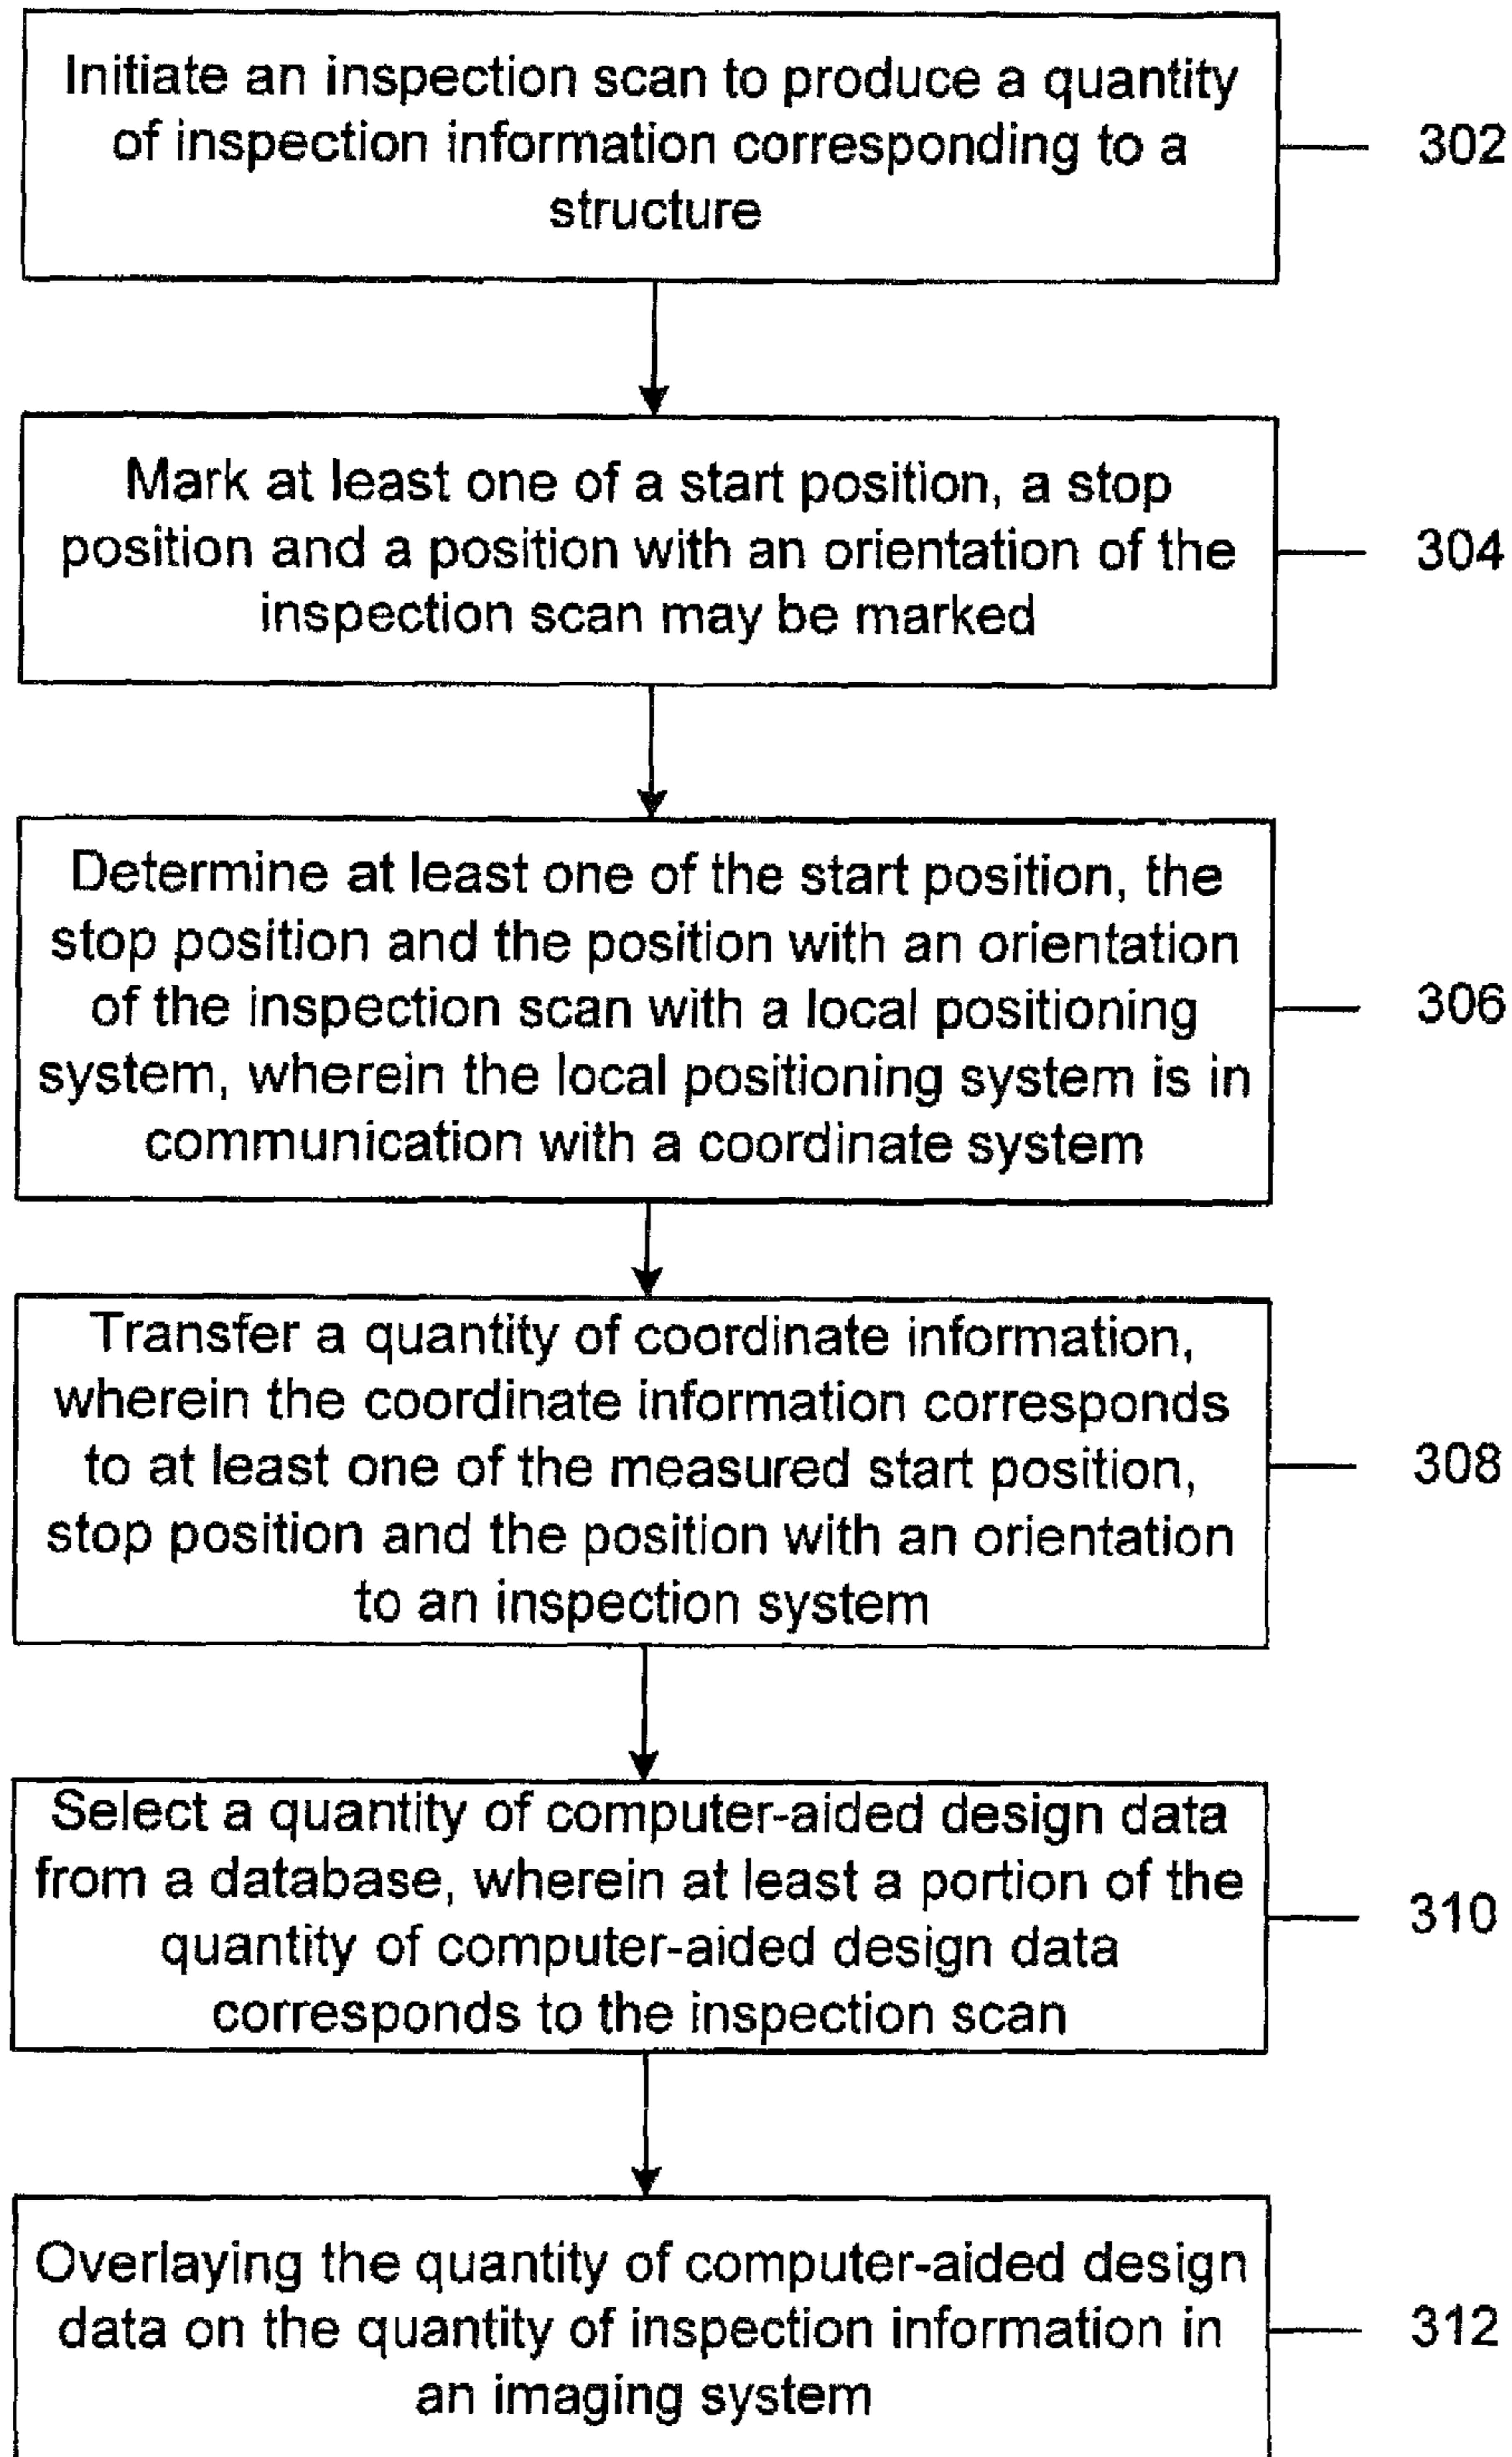 Initiate an inspection scan to produce a quantity
of inspection information corresponding to a
structure
302
Mark at least one of a start position, a stop
position and a position with an orientation of the
inspection scan may be marked
304
Determine at least one of the start position, the
stop position and the position with an orientation
of the inspection scan with a local positioning
system, wherein the local positioning system is in
communication with a coordinate system
306
Transfer a quantity of coordinate information,
wherein the coordinate information corresponds
to at least one of the measured start position,
stop position and the position with an orientation
to an inspection system
308
Select a quantity of computer-aided design data
from a database, wherein at least a portion of the
quantity of computer-aided design data
corresponds to the inspection scan
310
Overlaying the quantity of computer-aided design
data on the quantity of inspection information in
an imaging system
312